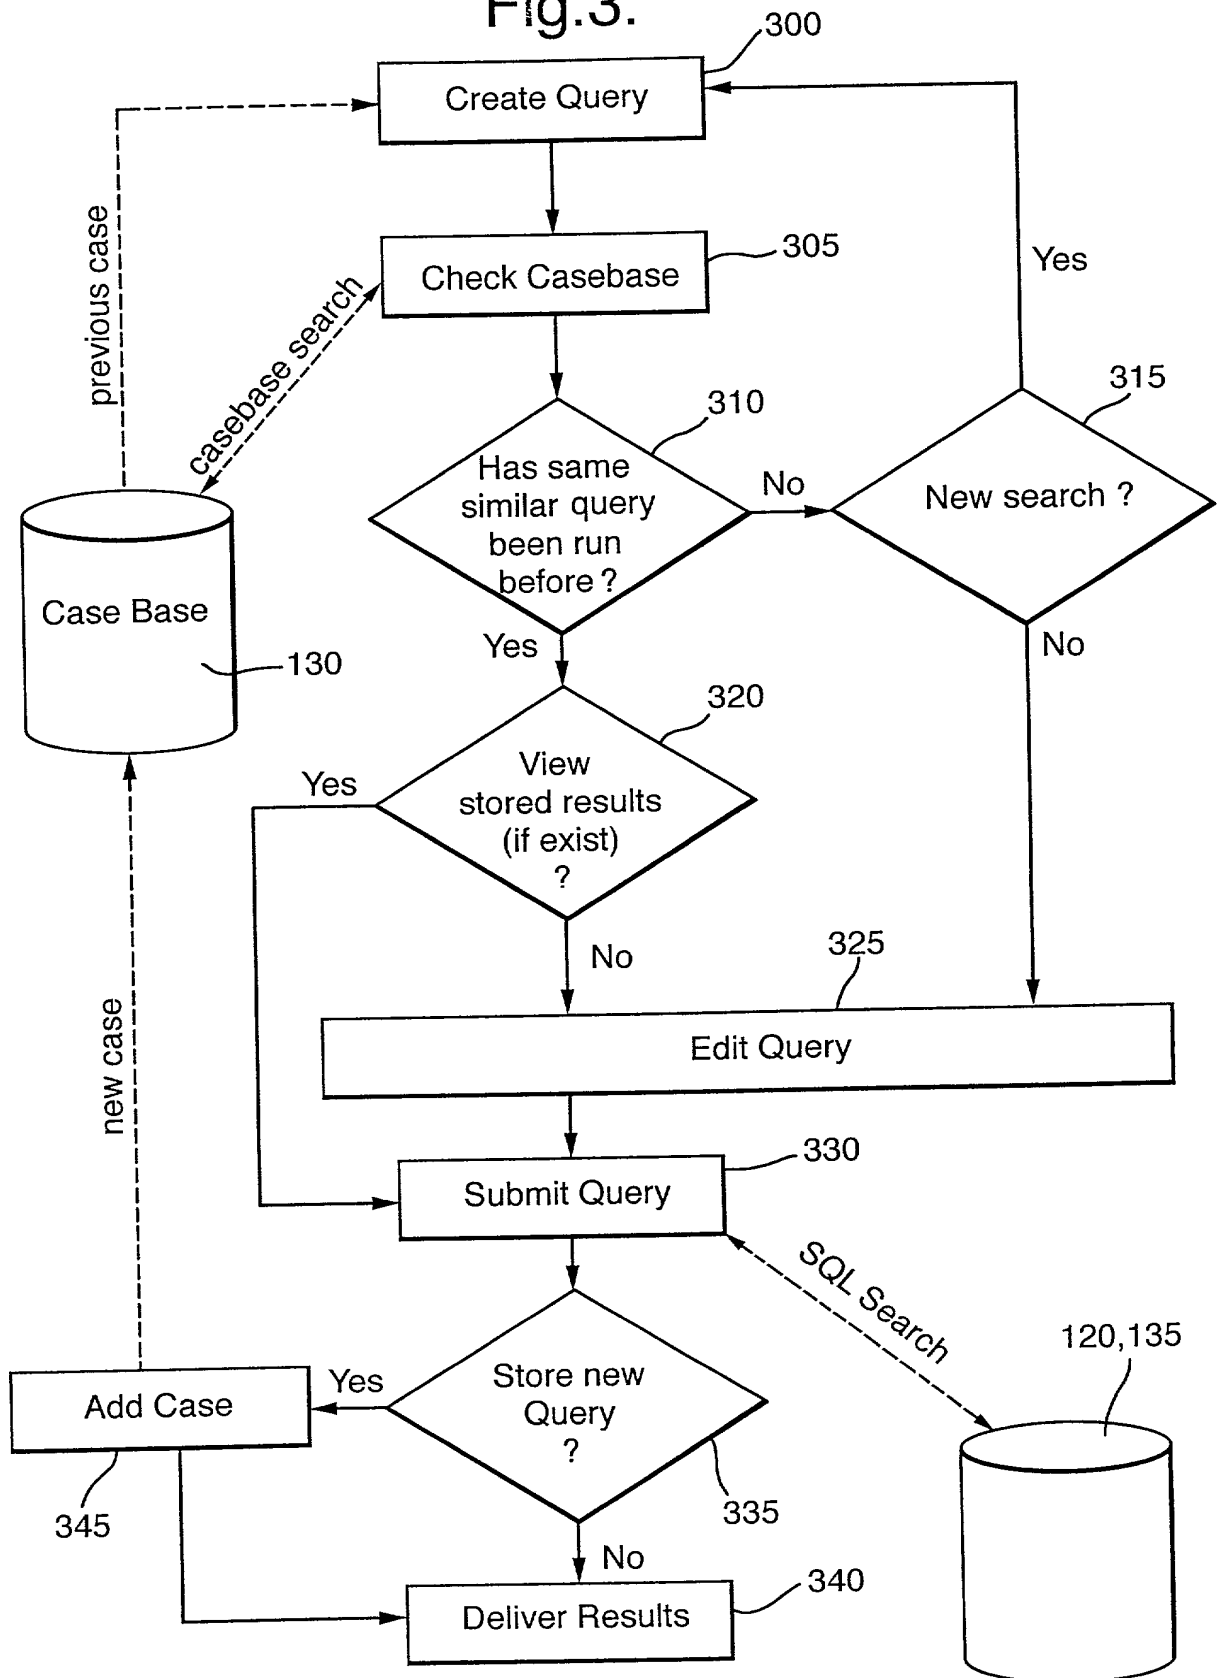 Fig.3.
300
Create Query
previous case
305
Check Casebase
Yes
casebase search
315
310
Has same
similar query
been run
before ?
No
New search ?
Case Base
130
Yes
No
320
View
stored results
(if exist)
?
Yes
No
325
Edit Query
new case
330
Submit Query
SQL Search
120,135
Store new
Query
?
Yes
Add Case
335
345
No
340
Deliver Results